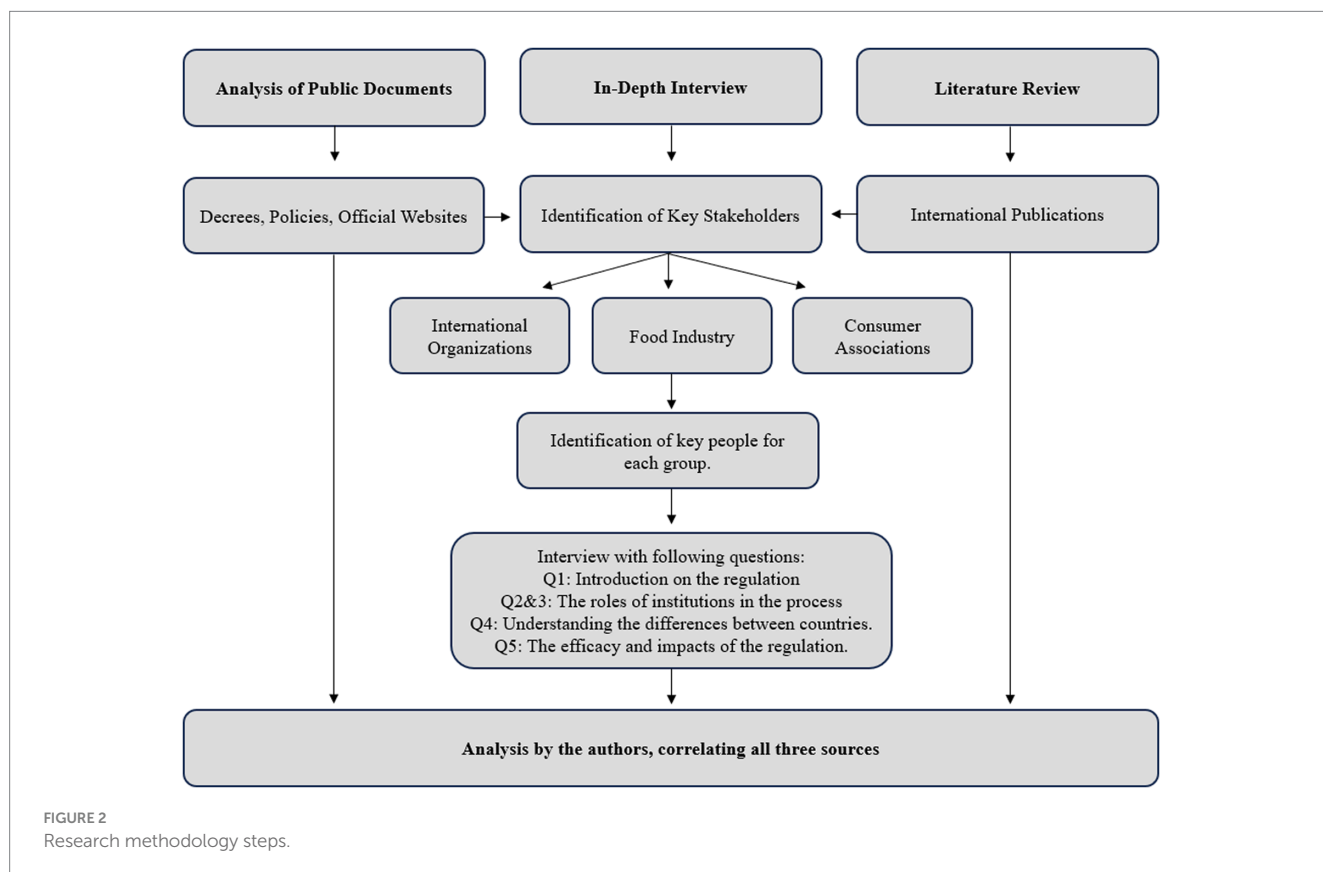 Analysis of Public Documents
In-Depth Interview
Literature Review
Decrees, Policies, Official Websites
Identification of Key Stakeholders
International Publications
International
Organizations
Food Industry
Consumer
Associations
Identification of key people for
each group.
Interview with following questions:
Q1: Introduction on the regulation
Q2&3: The roles of institutions in the process
Q4: Understanding the differences between countries.
Q5: The efficacy and impacts of the regulation.
Analysis by the authors, correlating all three sources
FIGURE 2
Research methodology steps.